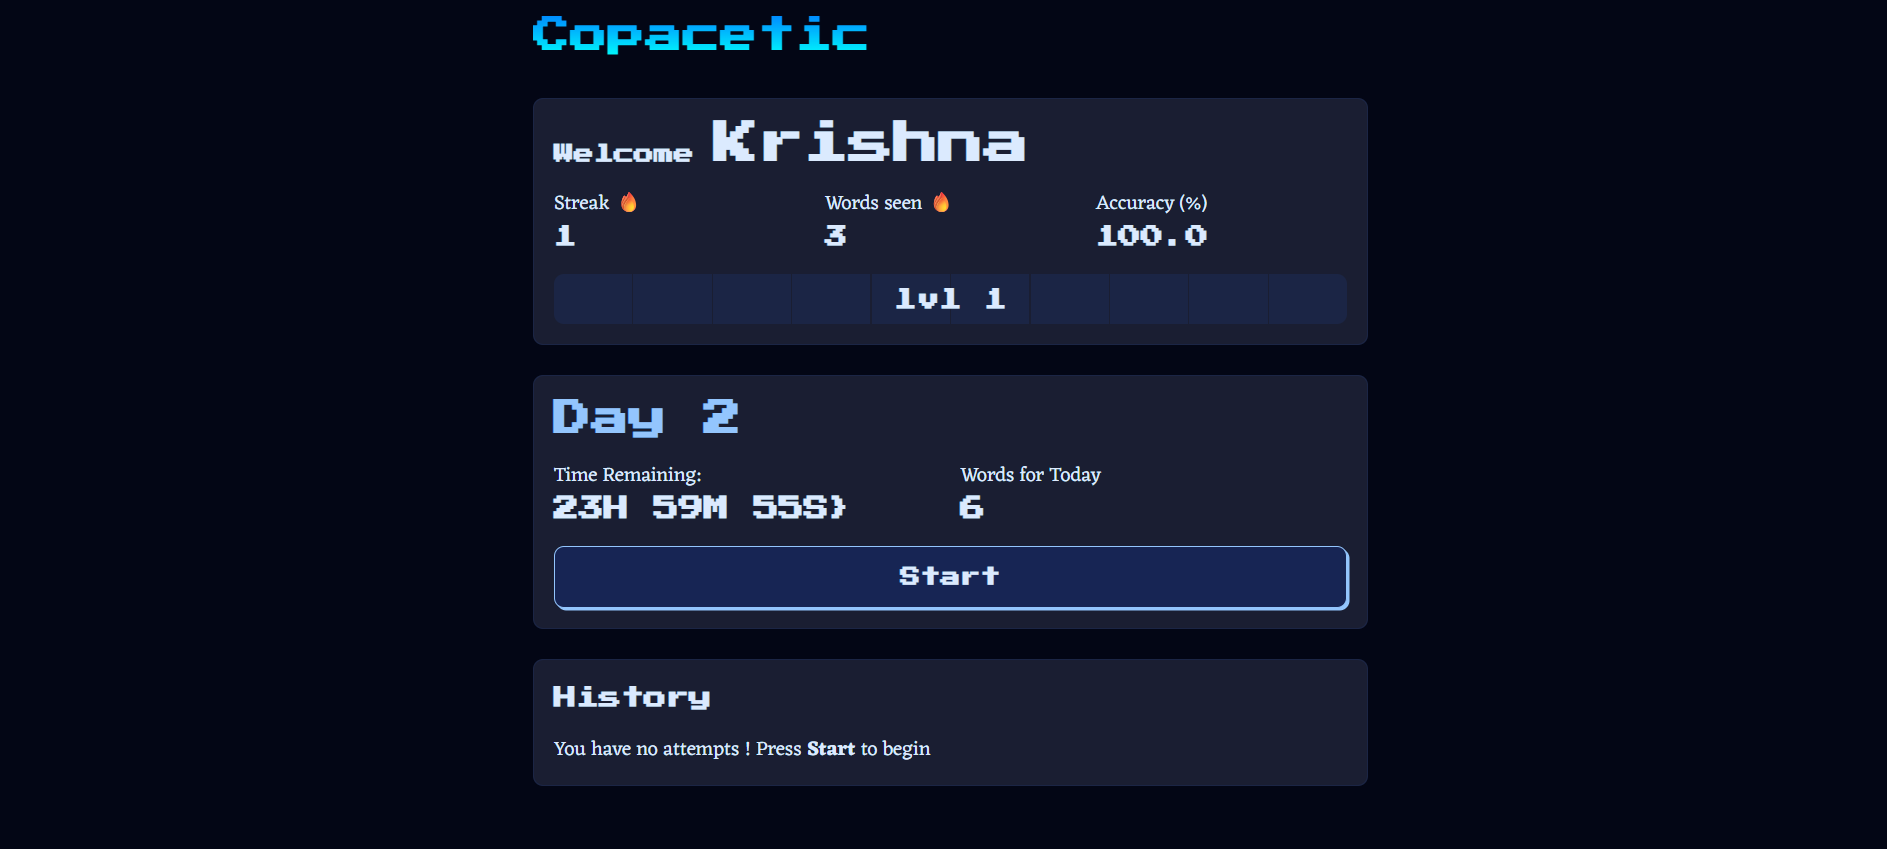 Copacetic
Welcome Krishna
Streak 🔥 Words seen 🔥 Accuracy (%)
1 3 100.0
lvl 1
Day 2
Time Remaining: Words for Today
23H 59M 55S} 6
Start
History
You have no attempts ! Press Start to begin